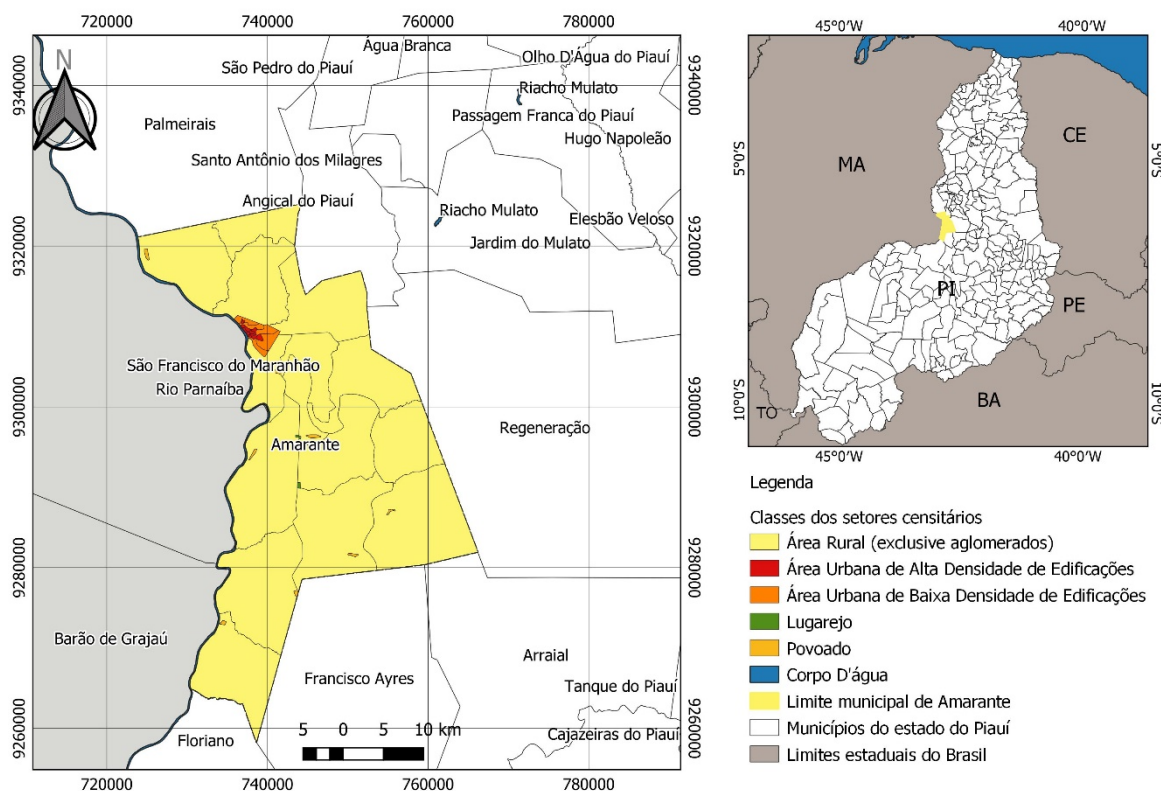 720000
740000
760000
780000
N
9340000
9320000
9300000
9280000
9260000
Água Branca
São Pedro do Piauí
Olho D'Água do Piauí
Riacho Mulato
Palmeirais
Passagem Franca do Piauí
Hugo Napoleão
Santo Antônio dos Milagres
Angical do Piauí
Riacho Mulato
Elesbão Veloso
Jardim do Mulato
São Francisco do Maranhão
Rio Parnaíba
Regeneração
Amarante
Barão de Grajaú
Arraial
Francisco Ayres
Tanque do Piauí
Floriano
Cajazeiras do Piauí
5 0 5 10 km
9340000
9320000
9300000
9280000
9260000
720000
740000
760000
780000
45°0'W
40°0'W
5°0'S
10°0'S
MA
CE
PI
PE
BA
TO
5°0'S
10°0'S
45°0'W
40°0'W
Legenda
Classes dos setores censitários
Área Rural (exclusive aglomerados)
Área Urbana de Alta Densidade de Edificações
Área Urbana de Baixa Densidade de Edificações
Lugarejo
Povoado
Corpo D'água
Limite municipal de Amarante
Municípios do estado do Piauí
Limites estaduais do Brasil